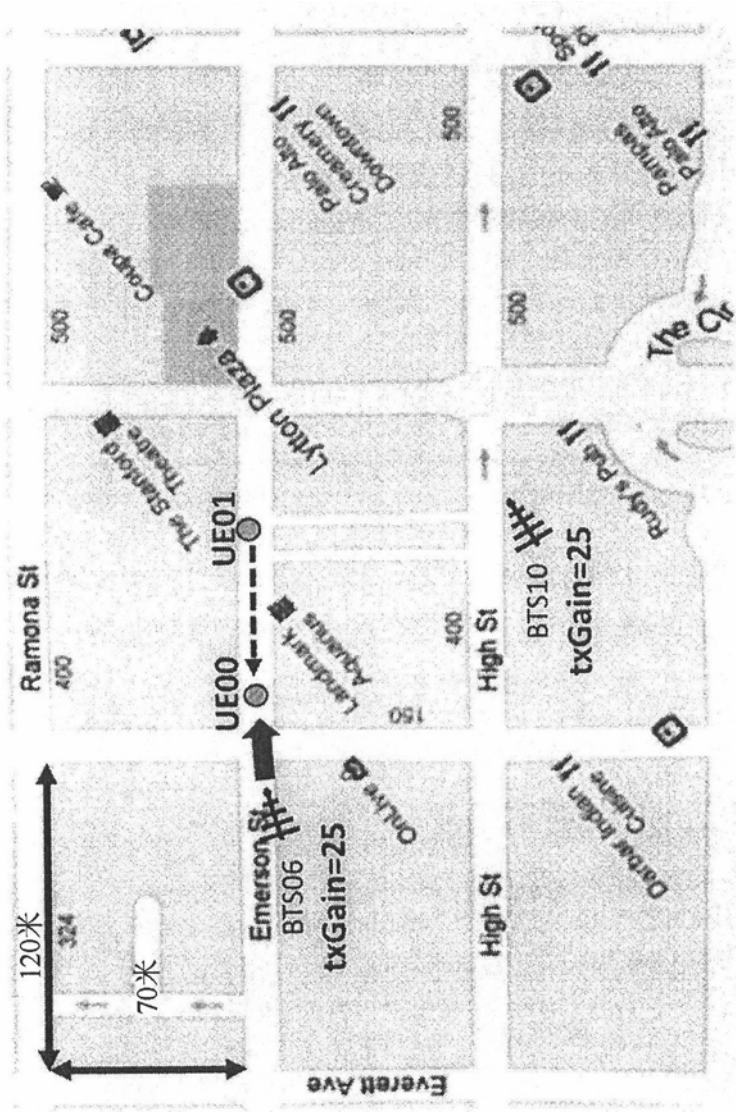 Ramona St
400
500
Coupa Cafe
The Stanford
Theatre
Lytton Plaza
UE00
UE01
120米
324
70米
Emerson St
BTS06
txGain=25
OnLive
Landmark
Aquarius
150
400
500
Palo Alto
Creamery
Downtown
500
High St
High St
BTS10
txGain=25
Rudy's Pub
500
The Cir
Pampas
Palo Alto
Darbar Indian
Cuisine
Everett Ave